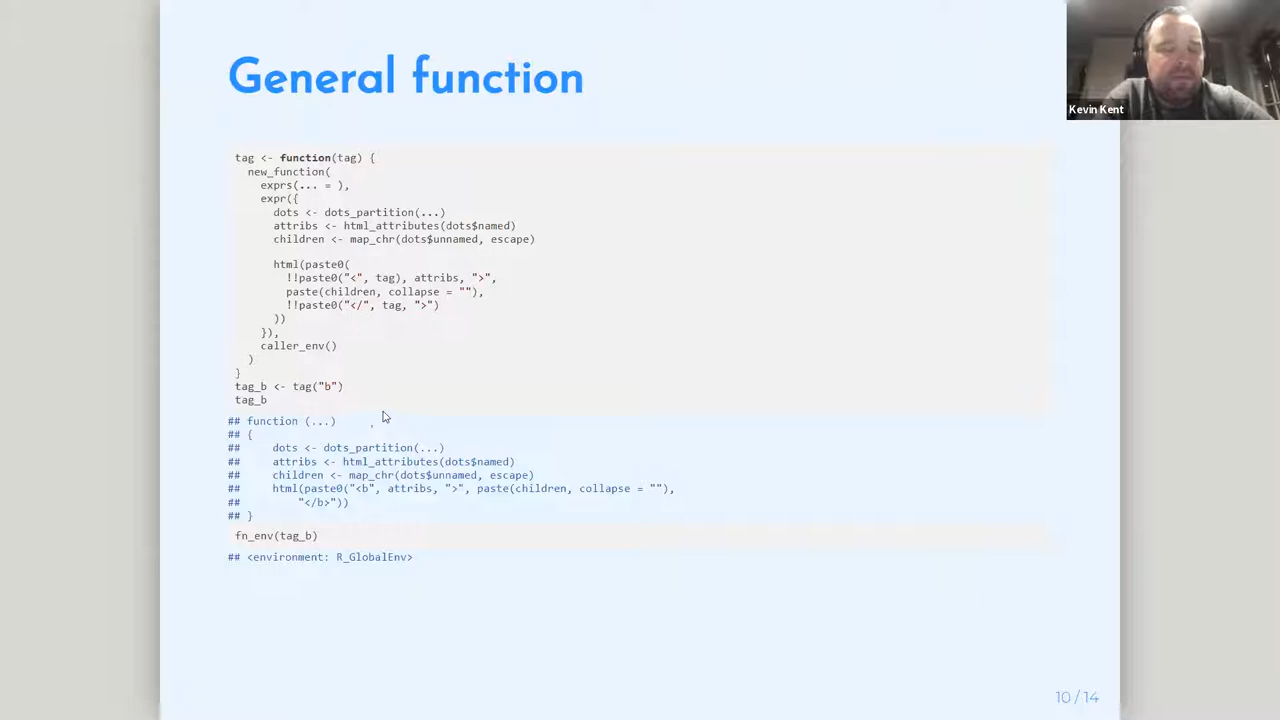 General function
Kevin Kent
tag <- function(tag) {
  new_function(
    exprs(... = ),
    expr({
      dots <- dots_partition(...)
      attribs <- html_attributes(dots$named)
      children <- map_chr(dots$unnamed, escape)
      html(paste0(
        !!paste0("<", tag), attribs, ">",
        paste(children, collapse = ""),
        !!paste0("</", tag, ">")
      ))
    }),
    caller_env()
  )
}
tag_b <- tag("b")
tag_b
## function (...)
## {
##     dots <- dots_partition(...)
##     attribs <- html_attributes(dots$named)
##     children <- map_chr(dots$unnamed, escape)
##     html(paste0("<b", attribs, ">", paste(children, collapse = ""),
##         "</b>"))
## }
fn_env(tag_b)
## <environment: R_GlobalEnv>
10 / 14